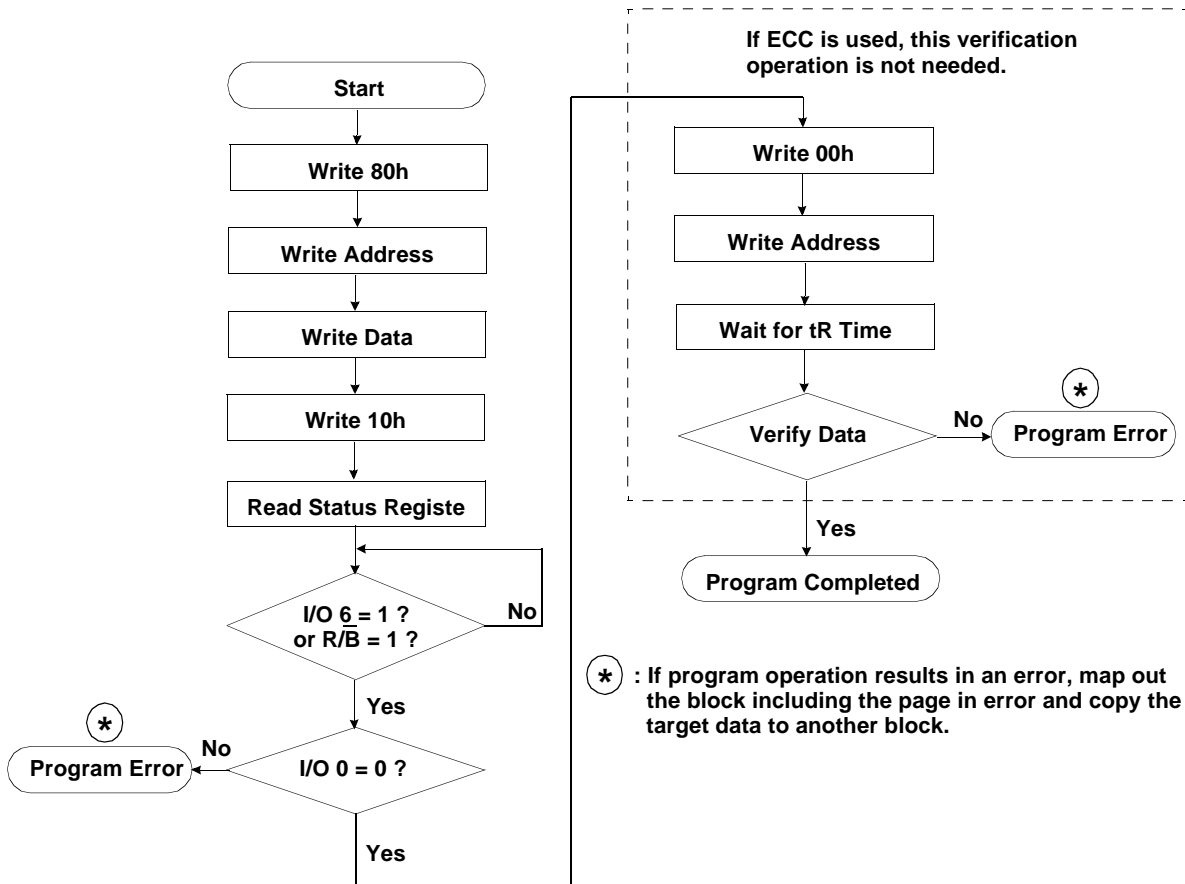 Start
Write 80h
Write Address
Write Data
Write 10h
Read Status Registe
I/O 6 = 1 ?
or R/B̅ = 1 ?
No
Yes
*
No
Program Error
I/O 0 = 0 ?
Yes
If ECC is used, this verification
operation is not needed.
Write 00h
Write Address
Wait for tR Time
*
Verify Data
No
Program Error
Yes
Program Completed
* : If program operation results in an error, map out
the block including the page in error and copy the
target data to another block.